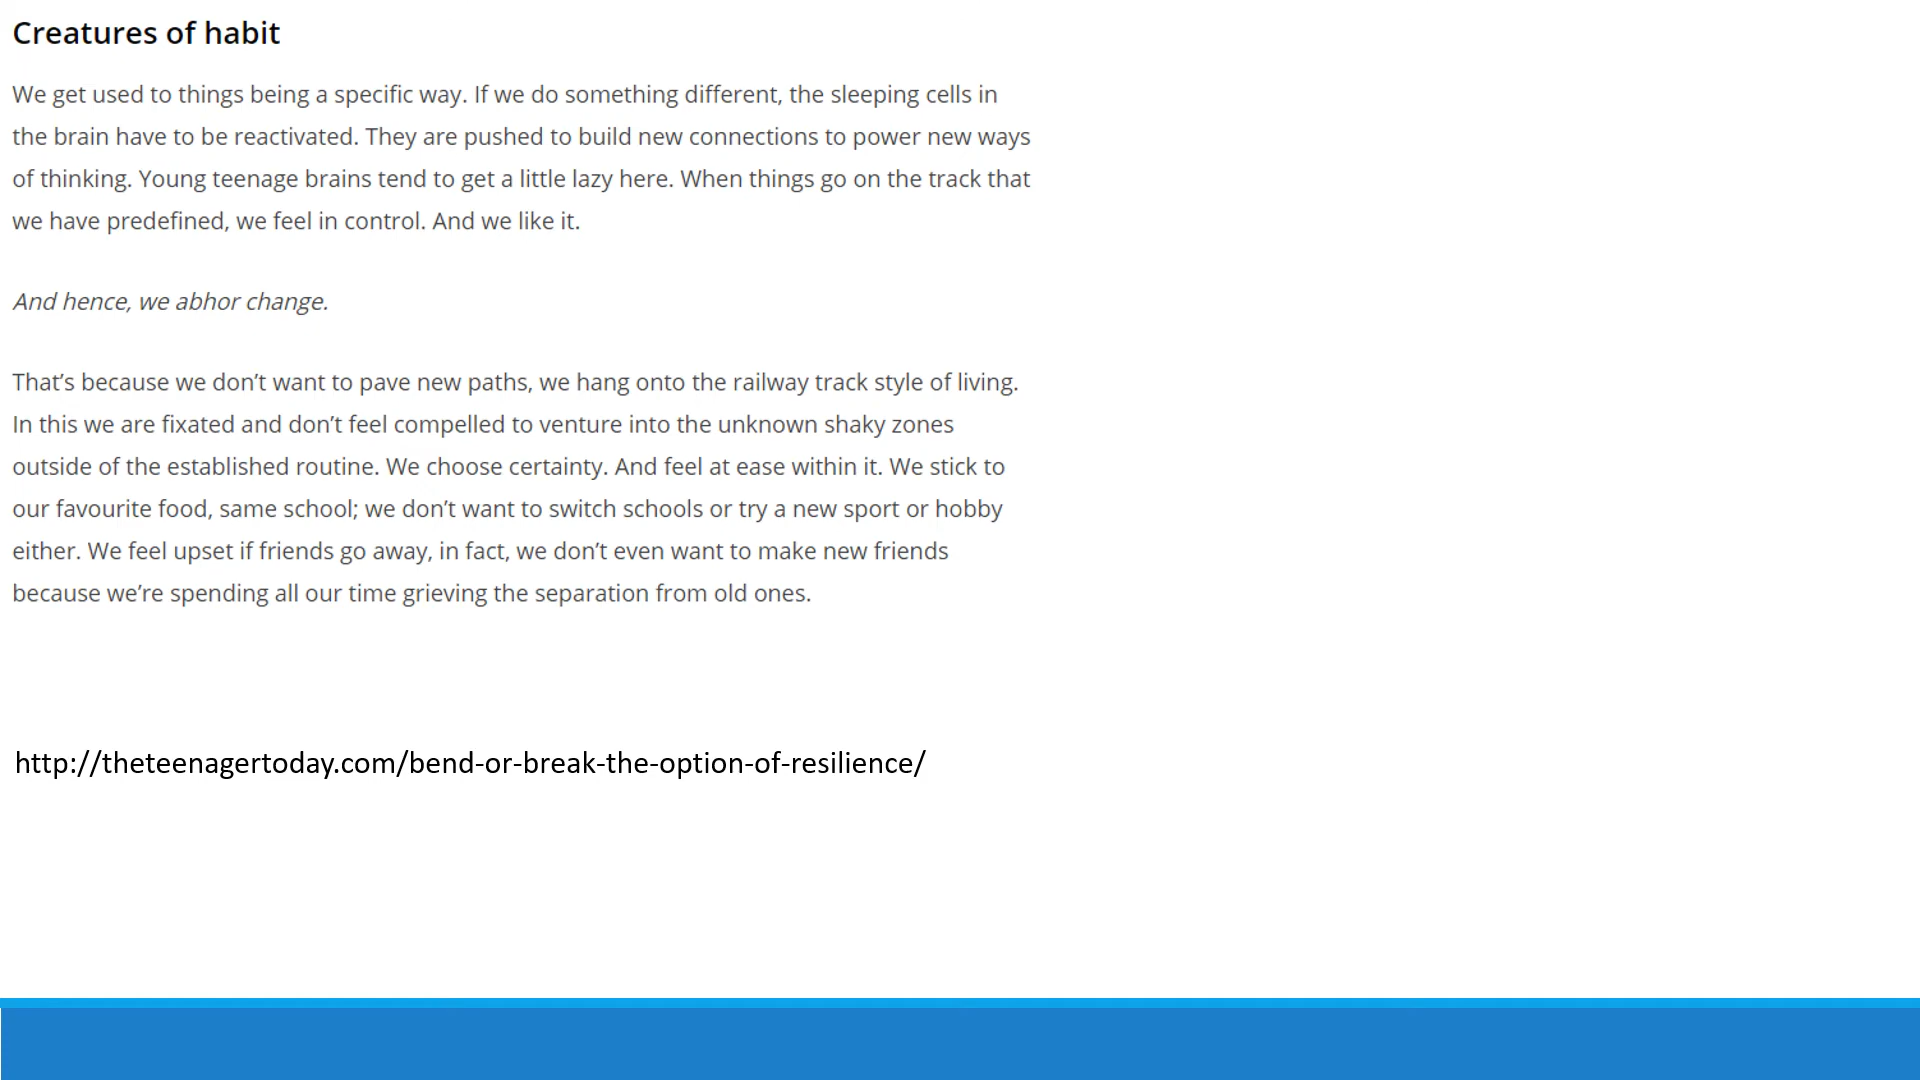 Creatures of habit
We get used to things being a specific way. If we do something different, the sleeping cells in
the brain have to be reactivated. They are pushed to build new connections to power new ways
of thinking. Young teenage brains tend to get a little lazy here. When things go on the track that
we have predefined, we feel in control. And we like it.
And hence, we abhor change.
That’s because we don’t want to pave new paths, we hang onto the railway track style of living.
In this we are fixated and don’t feel compelled to venture into the unknown shaky zones
outside of the established routine. We choose certainty. And feel at ease within it. We stick to
our favourite food, same school; we don’t want to switch schools or try a new sport or hobby
either. We feel upset if friends go away, in fact, we don’t even want to make new friends
because we’re spending all our time grieving the separation from old ones.
http://theteenagertoday.com/bend-or-break-the-option-of-resilience/